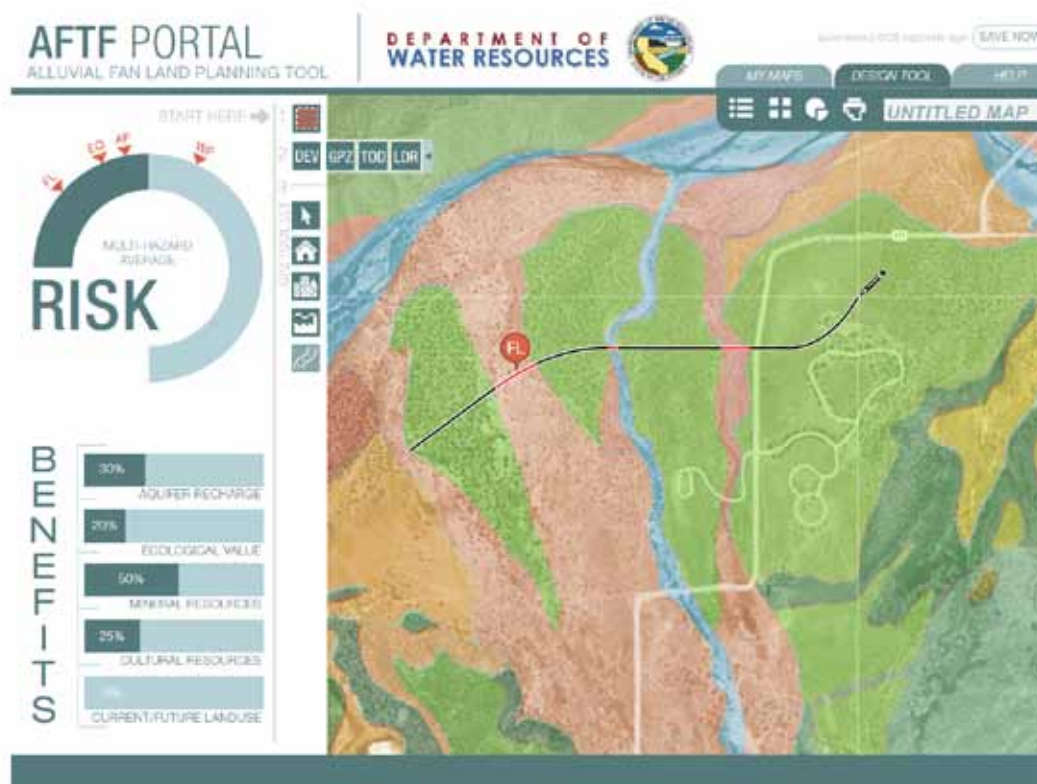 AFTF PORTAL
ALLUVIAL FAN LAND PLANNING TOOL
DEPARTMENT OF
WATER RESOURCES
SAVE NOW
MY MAPS
DESIGN TOOL
HELP
UNTITLED MAP
START HERE
1
2
DEV
GPZ
TOD
LDR
FL
EQ
AF
MULTI-HAZARD
AVERAGE
RISK
FL
BENEFITS
30%
AQUIFER RECHARGE
20%
ECOLOGICAL VALUE
50%
MINERAL RESOURCES
25%
CULTURAL RESOURCES
CURRENT/FUTURE LANDUSE